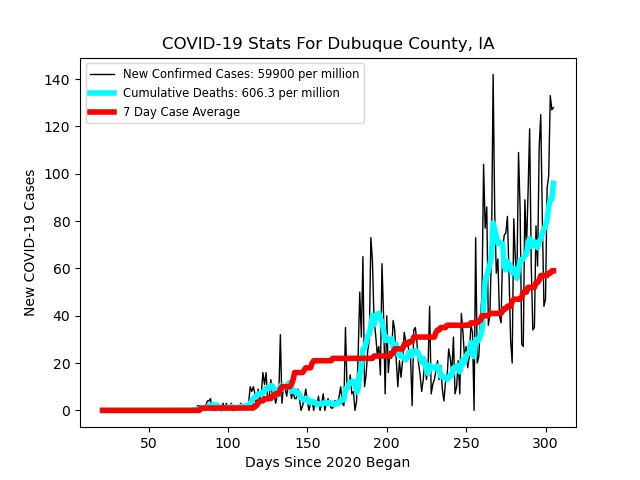 COVID-19 Stats For Dubuque County, IA
New Confirmed Cases: 59900 per million
Cumulative Deaths: 606.3 per million
7 Day Case Average
New COVID-19 Cases
140
120
100
80
60
40
20
0
50 100 150 200 250 300
Days Since 2020 Began